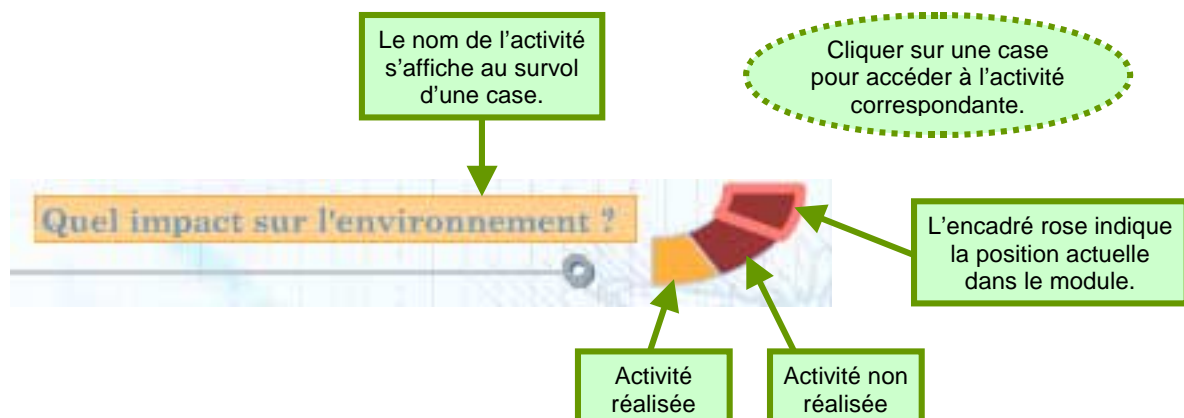 Le nom de l’activité
s’affiche au survol
d’une case.
Cliquer sur une case
pour accéder à l’activité
correspondante.
Quel impact sur l'environnement ?
L’encadré rose indique
la position actuelle
dans le module.
Activité
réalisée
Activité non
réalisée